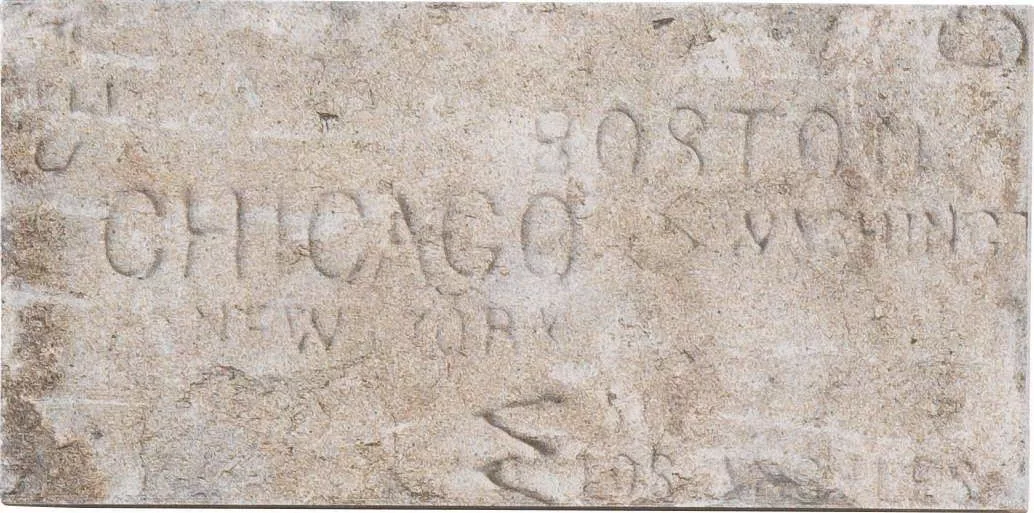 BOSTON
CHICAGO
WASHINGT
NEW YORK
LOS ANGELES